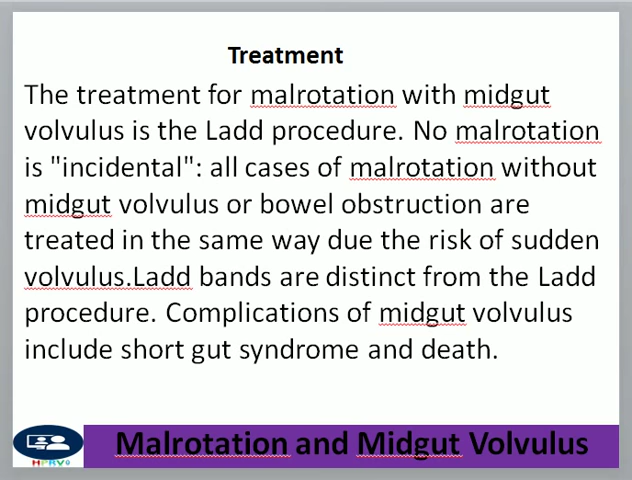 Treatment
The treatment for malrotation with midgut
volvulus is the Ladd procedure. No malrotation
is "incidental": all cases of malrotation without
midgut volvulus or bowel obstruction are
treated in the same way due the risk of sudden
volvulus.Ladd bands are distinct from the Ladd
procedure. Complications of midgut volvulus
include short gut syndrome and death.
Malrotation and Midgut Volvulus